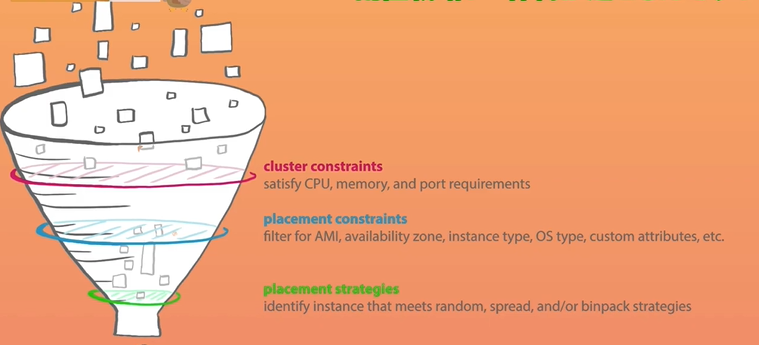 cluster constraints
satisfy CPU, memory, and port requirements
placement constraints
filter for AMI, availability zone, instance type, OS type, custom attributes, etc.
placement strategies
identify instance that meets random, spread, and/or binpack strategies